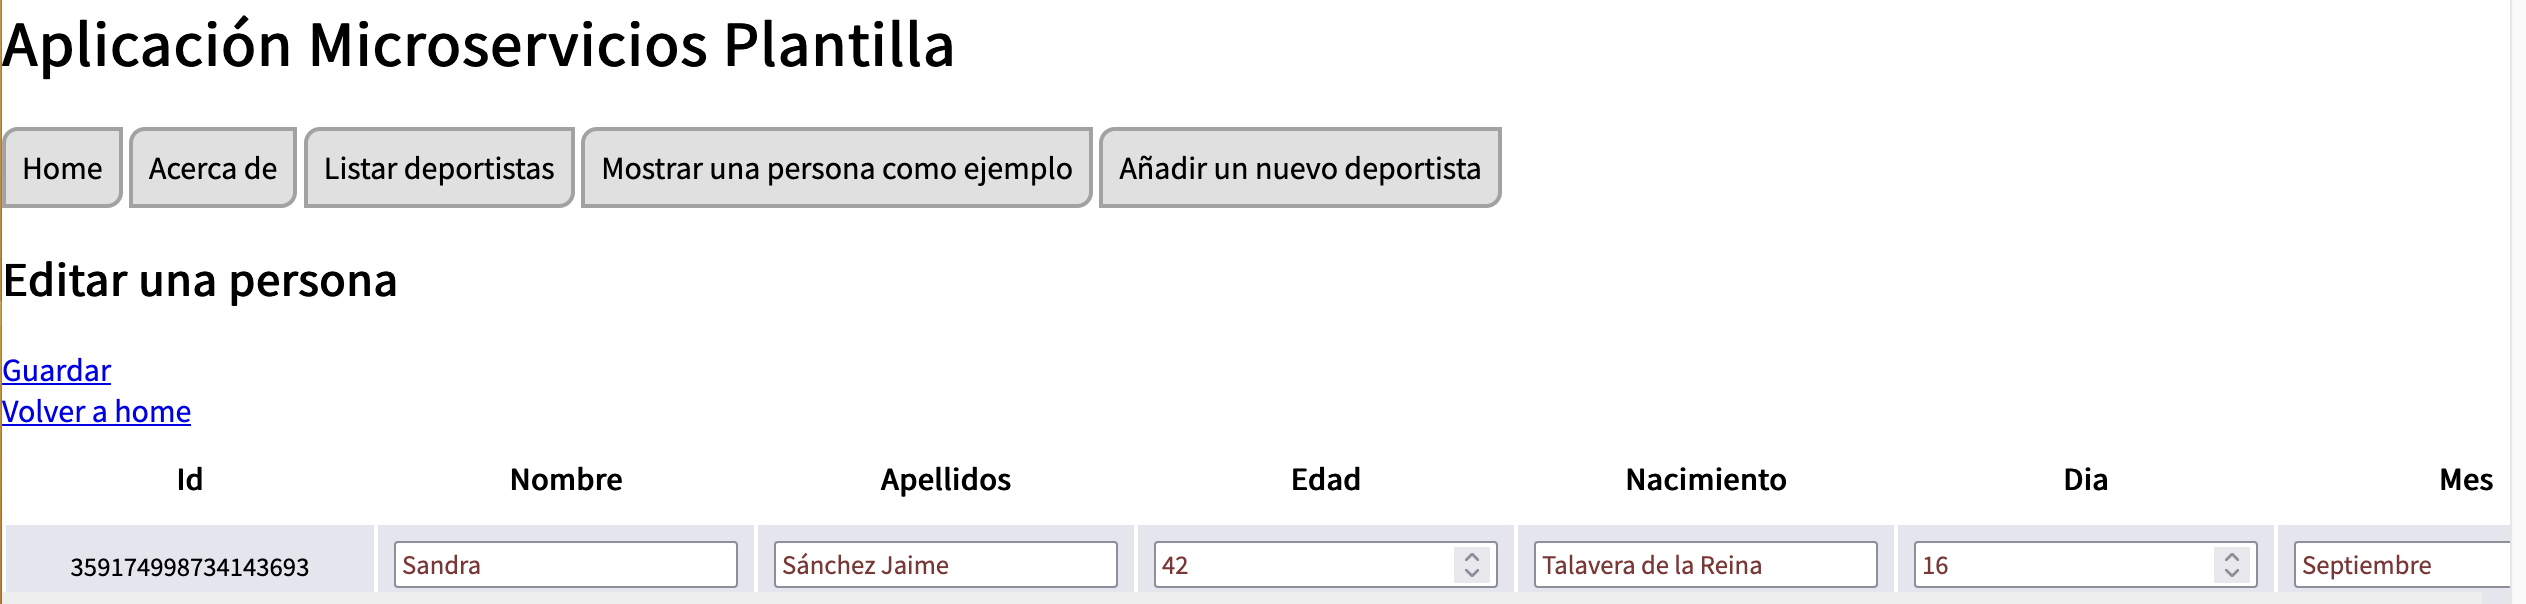 Aplicación Microservicios Plantilla
Home Acerca de Listar deportistas Mostrar una persona como ejemplo Añadir un nuevo deportista
Editar una persona
Guardar
Volver a home
Id Nombre Apellidos Edad Nacimiento Dia Mes
359174998734143693 Sandra Sánchez Jaime 42 Talavera de la Reina 16 Septiembre